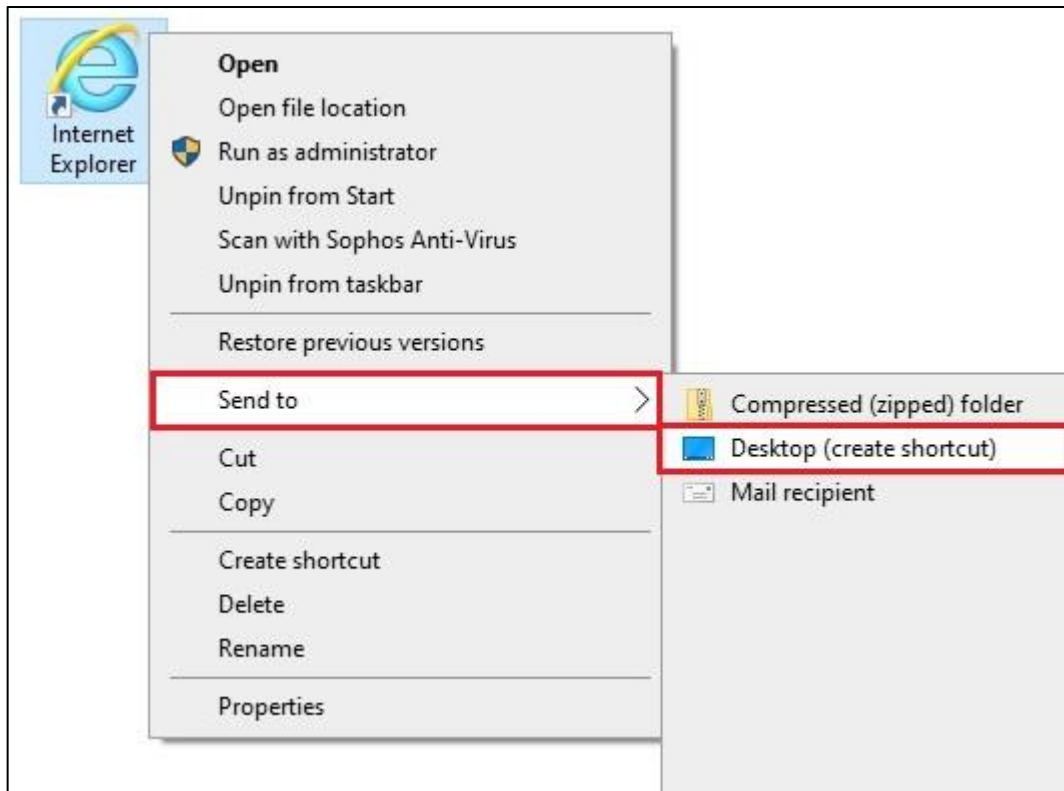 Internet
Explorer
Open
Open file location
Run as administrator
Unpin from Start
Scan with Sophos Anti-Virus
Unpin from taskbar
Restore previous versions
Send to
Cut
Copy
Create shortcut
Delete
Rename
Properties
Compressed (zipped) folder
Desktop (create shortcut)
Mail recipient